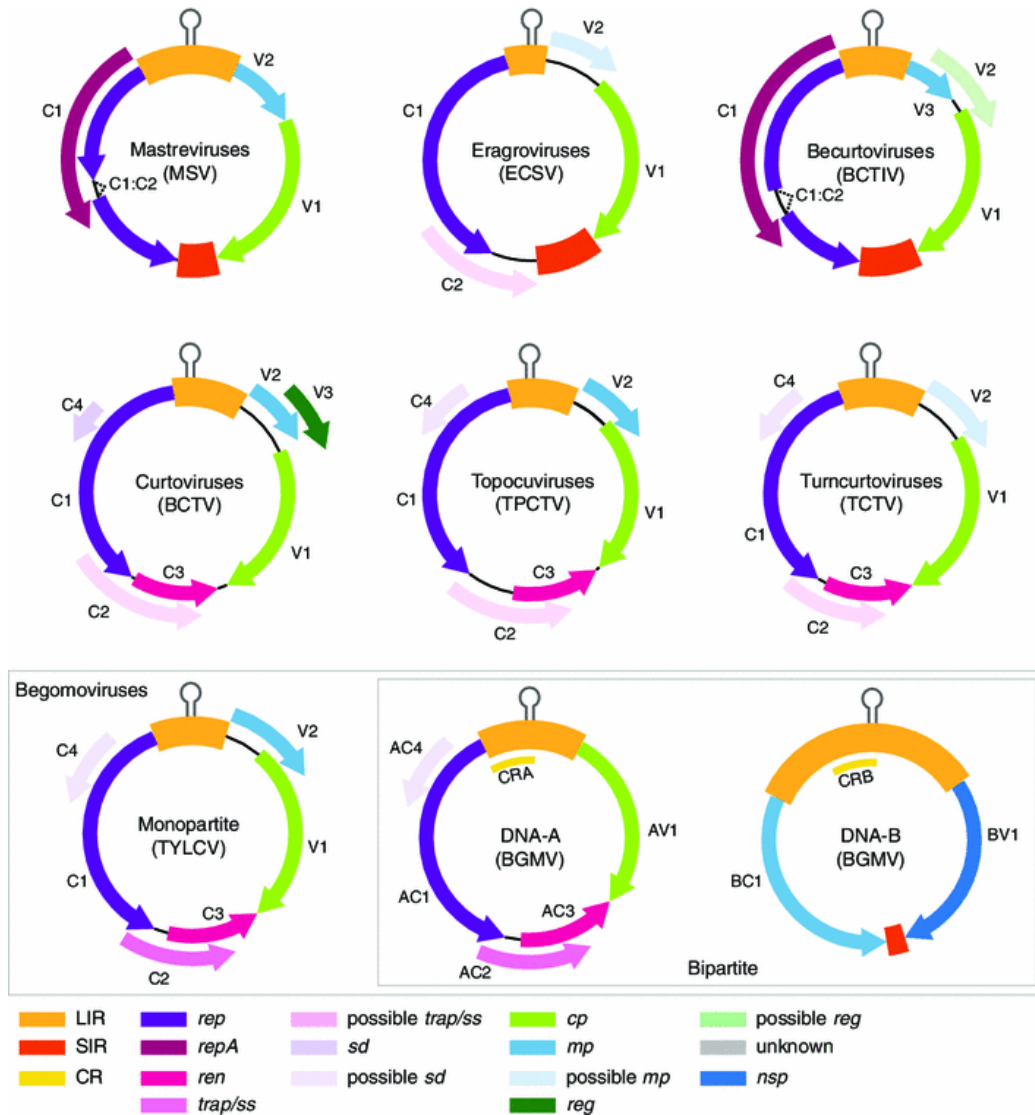 V2
C1
Mastreviruses
(MSV)
C1:C2
V1
V2
C1
Eragroviruses
(ECSV)
V1
C2
V2
C1
V3
Becurtoviruses
(BCTIV)
C1:C2
V1
V2
V3
C4
Curtoviruses
(BCTV)
C1
V1
C3
C2
V2
C4
Topocuviruses
(TPCTV)
C1
V1
C3
C2
C4
V2
Turncurtoviruses
(TCTV)
V1
C1
C3
C2
Begomoviruses
V2
C4
Monopartite
(TYLCV)
V1
C1
C3
C2
AC4
CRA
AV1
DNA-A
(BGMV)
AC1
AC3
AC2
CRB
DNA-B
(BGMV)
BV1
BC1
Bipartite
LIR
SIR
CR
rep
repA
ren
trap/ss
possible trap/ss
sd
possible sd
cp
mp
possible mp
reg
possible reg
unknown
nsp